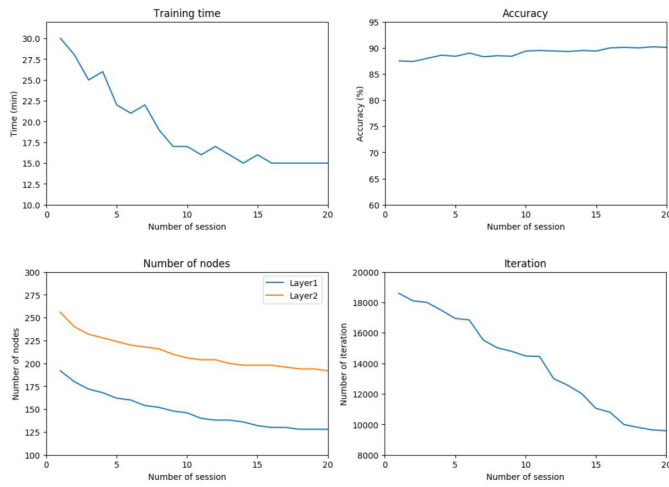 Training time
30.0
27.5
25.0
22.5
20.0
17.5
15.0
12.5
10.0
Time (min)
0 5 10 15 20
Number of session
Accuracy
95
90
85
80
75
70
65
60
Accuracy (%)
0 5 10 15 20
Number of session
Number of nodes
300
275
250
225
200
175
150
125
100
Number of nodes
Layer1
Layer2
0 5 10 15 20
Number of session
Iteration
20000
18000
16000
14000
12000
10000
8000
Number of iteration
0 5 10 15 20
Number of session